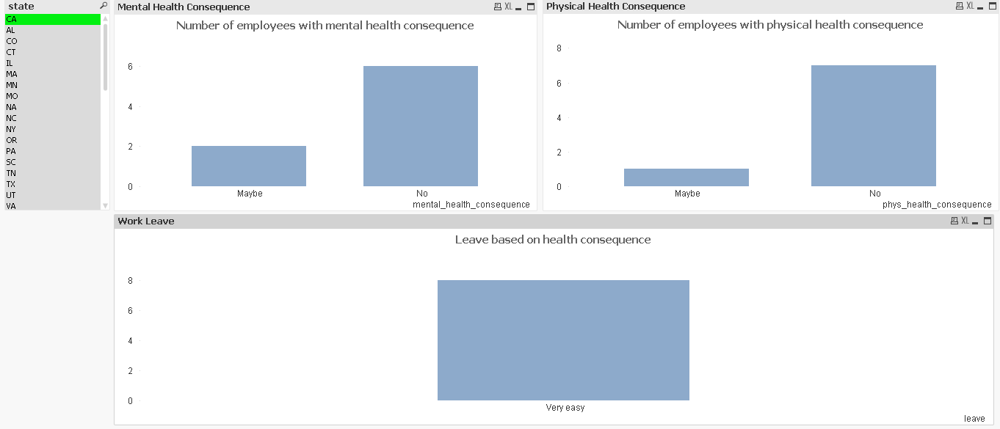 state
CA
AL
CO
CT
IL
MA
MN
MO
NA
NC
NY
OR
PA
SC
TN
TX
UT
VA
Mental Health Consequence
XL
Number of employees with mental health consequence
6
4
2
0
Maybe
No
mental_health_consequence
Physical Health Consequence
XL
Number of employees with physical health consequence
8
6
4
2
0
Maybe
No
phys_health_consequence
Work Leave
XL
Leave based on health consequence
8
6
4
2
0
Very easy
leave